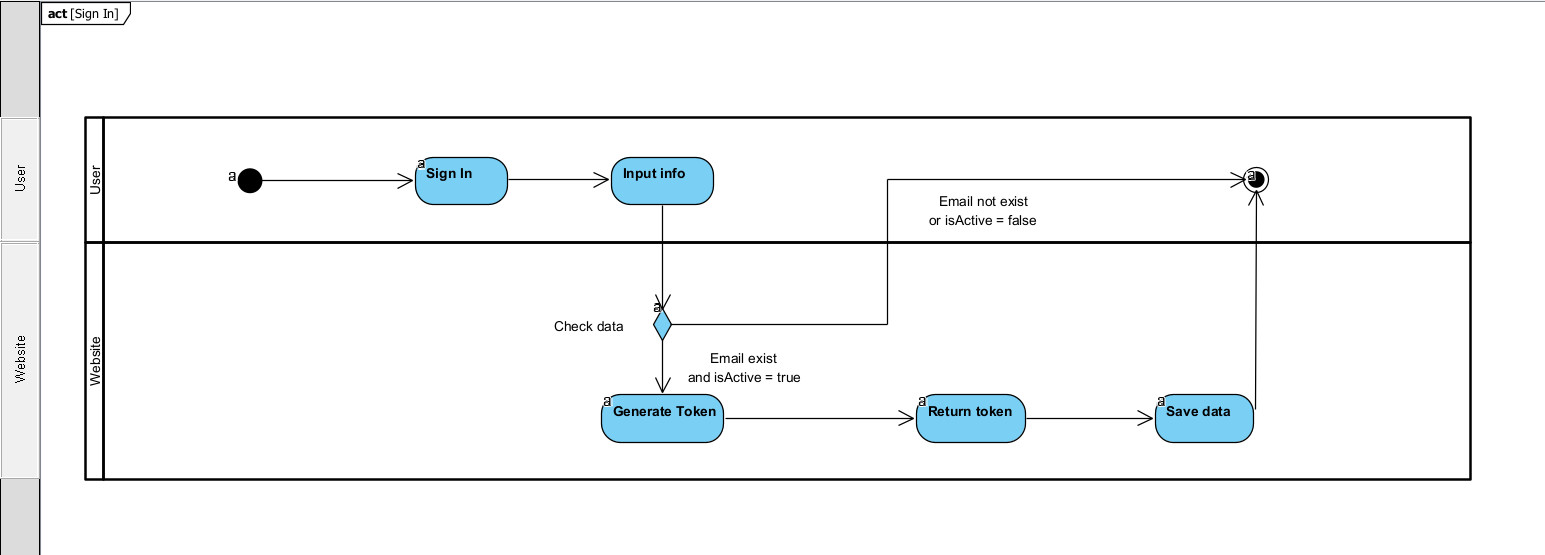 act [Sign In]
User
User
a
a
Sign In
Input info
a
Email not exist
or isActive = false
Website
Website
a
Check data
Email exist
and isActive = true
a
Generate Token
a
Return token
a
Save data